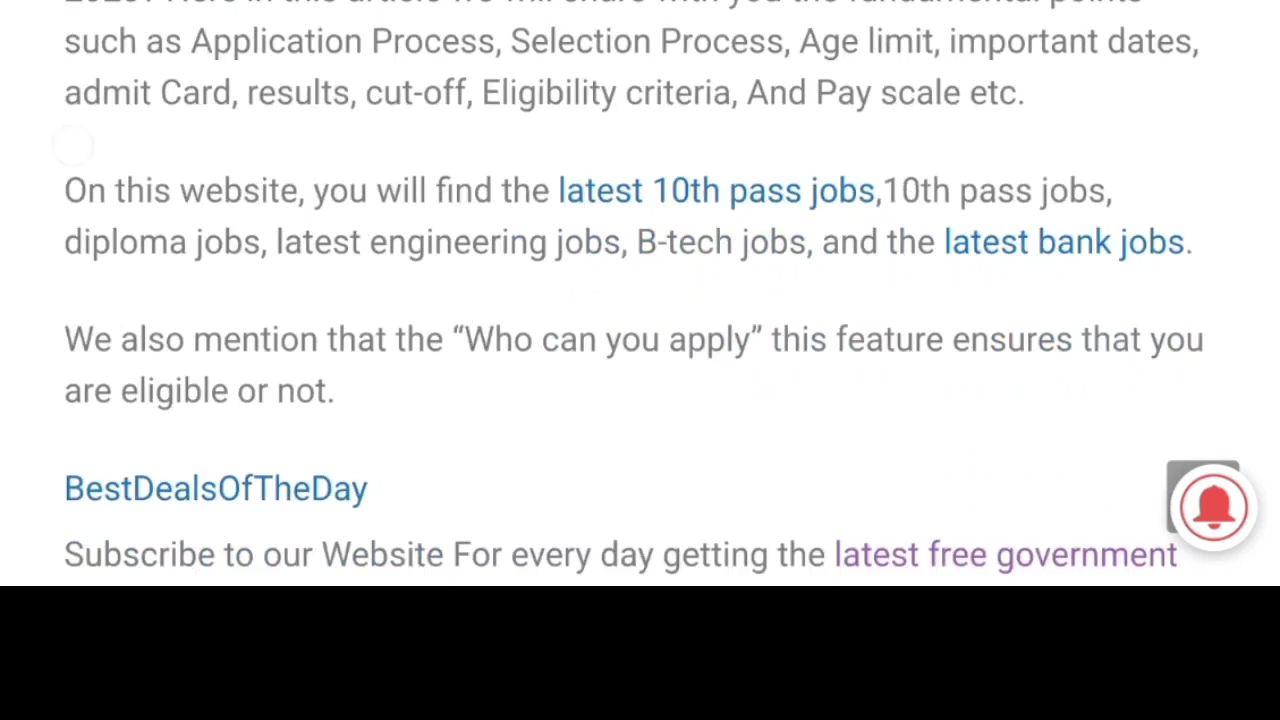 such as Application Process, Selection Process, Age limit, important dates,
admit Card, results, cut-off, Eligibility criteria, And Pay scale etc.
On this website, you will find the latest 10th pass jobs,10th pass jobs,
diploma jobs, latest engineering jobs, B-tech jobs, and the latest bank jobs.
We also mention that the “Who can you apply” this feature ensures that you
are eligible or not.
BestDealsOfTheDay
Subscribe to our Website For every day getting the latest free government